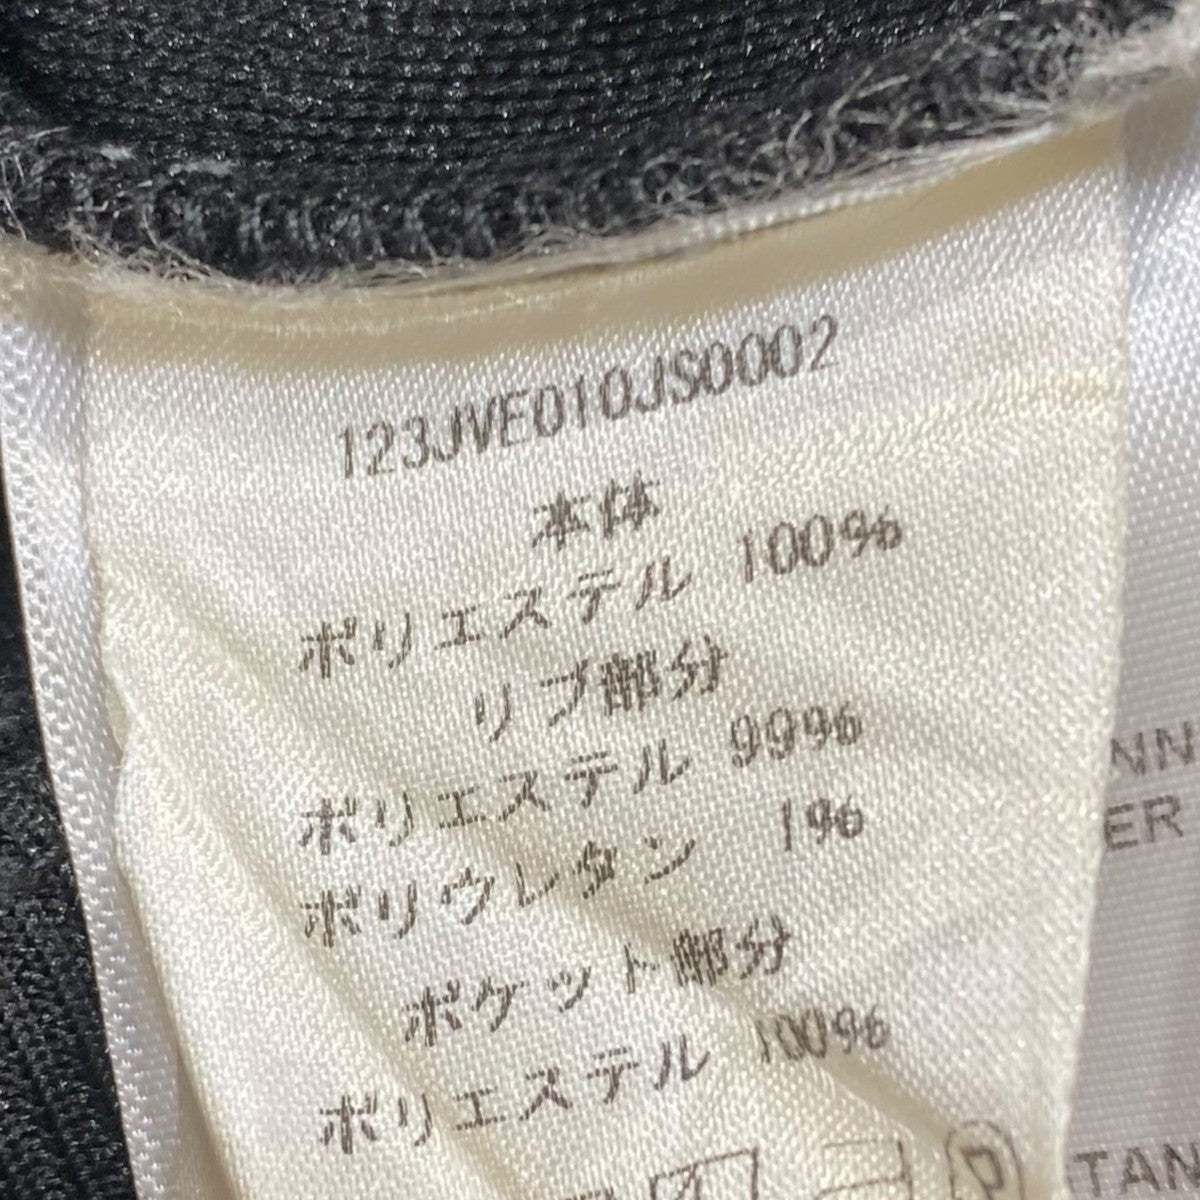 123JVE010JS0002
本体
ポリエステル 100%
リブ部分
ポリエステル 99%
ポリウレタン 1%
ポケット部分
ポリエステル 100%
NN
ER
TAN